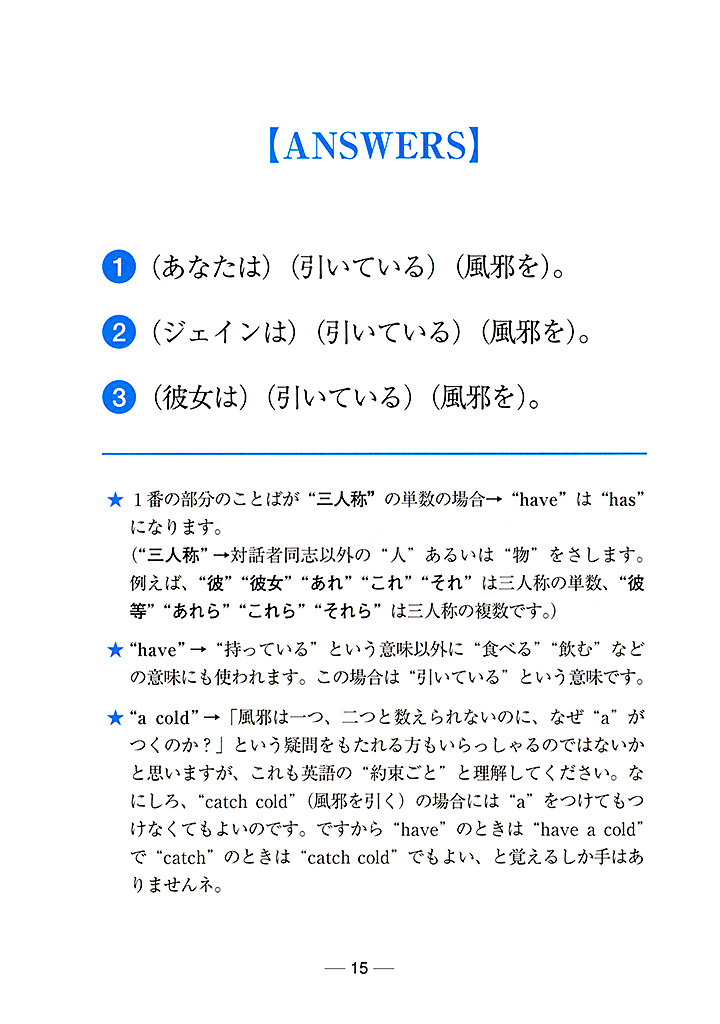 【ANSWERS】
1 (あなたは)(引いている)(風邪を)。
2 (ジェインは)(引いている)(風邪を)。
3 (彼女は)(引いている)(風邪を)。
★ 1番の部分のことばが“三人称”の単数の場合→“have”は“has”
になります。
(“三人称”→対話者同志以外の“人”あるいは“物”をさします。
例えば、“彼”“彼女”“あれ”“これ”“それ”は三人称の単数、“彼
等”“あれら”“これら”“それら”は三人称の複数です。)
★ “have”→“持っている”という意味以外に“食べる”“飲む”など
の意味にも使われます。この場合は“引いている”という意味です。
★ “a cold”→「風邪は一つ、二つと数えられないのに、なぜ“a”が
つくのか?」という疑問をもたれる方もいらっしゃるのではないか
と思いますが、これも英語の“約束ごと”と理解してください。な
にしろ、“catch cold”(風邪を引く)の場合には“a”をつけてもつ
けなくてもよいのです。ですから“have”のときは“have a cold”
で“catch”のときは“catch cold”でもよい、と覚えるしか手はあ
りませんネ。
— 15 —